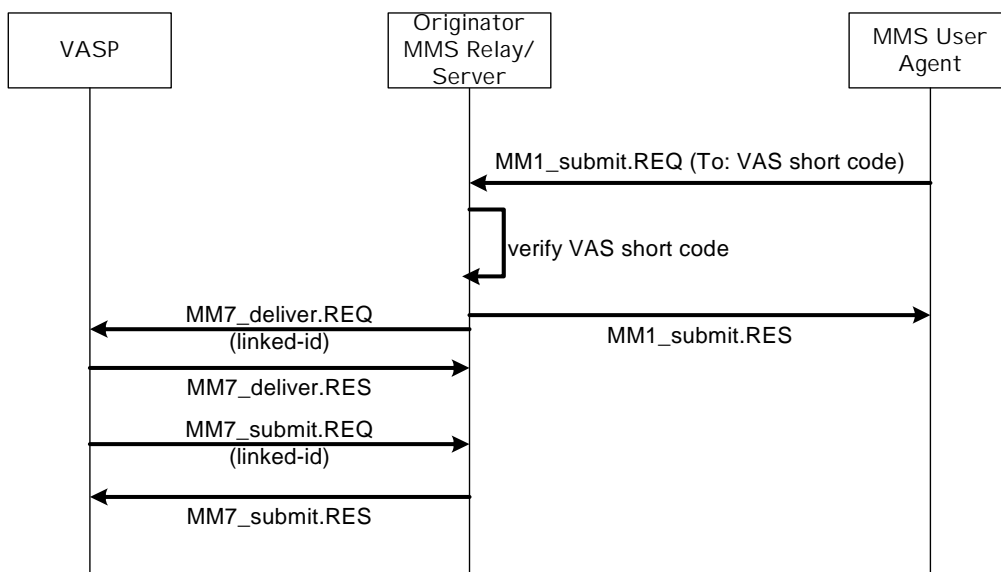 VASP
Originator
MMS Relay/
Server
MMS User
Agent
MM1_submit.REQ (To: VAS short code)
verify VAS short code
MM7_deliver.REQ
(linked-id)
MM1_submit.RES
MM7_deliver.RES
MM7_submit.REQ
(linked-id)
MM7_submit.RES